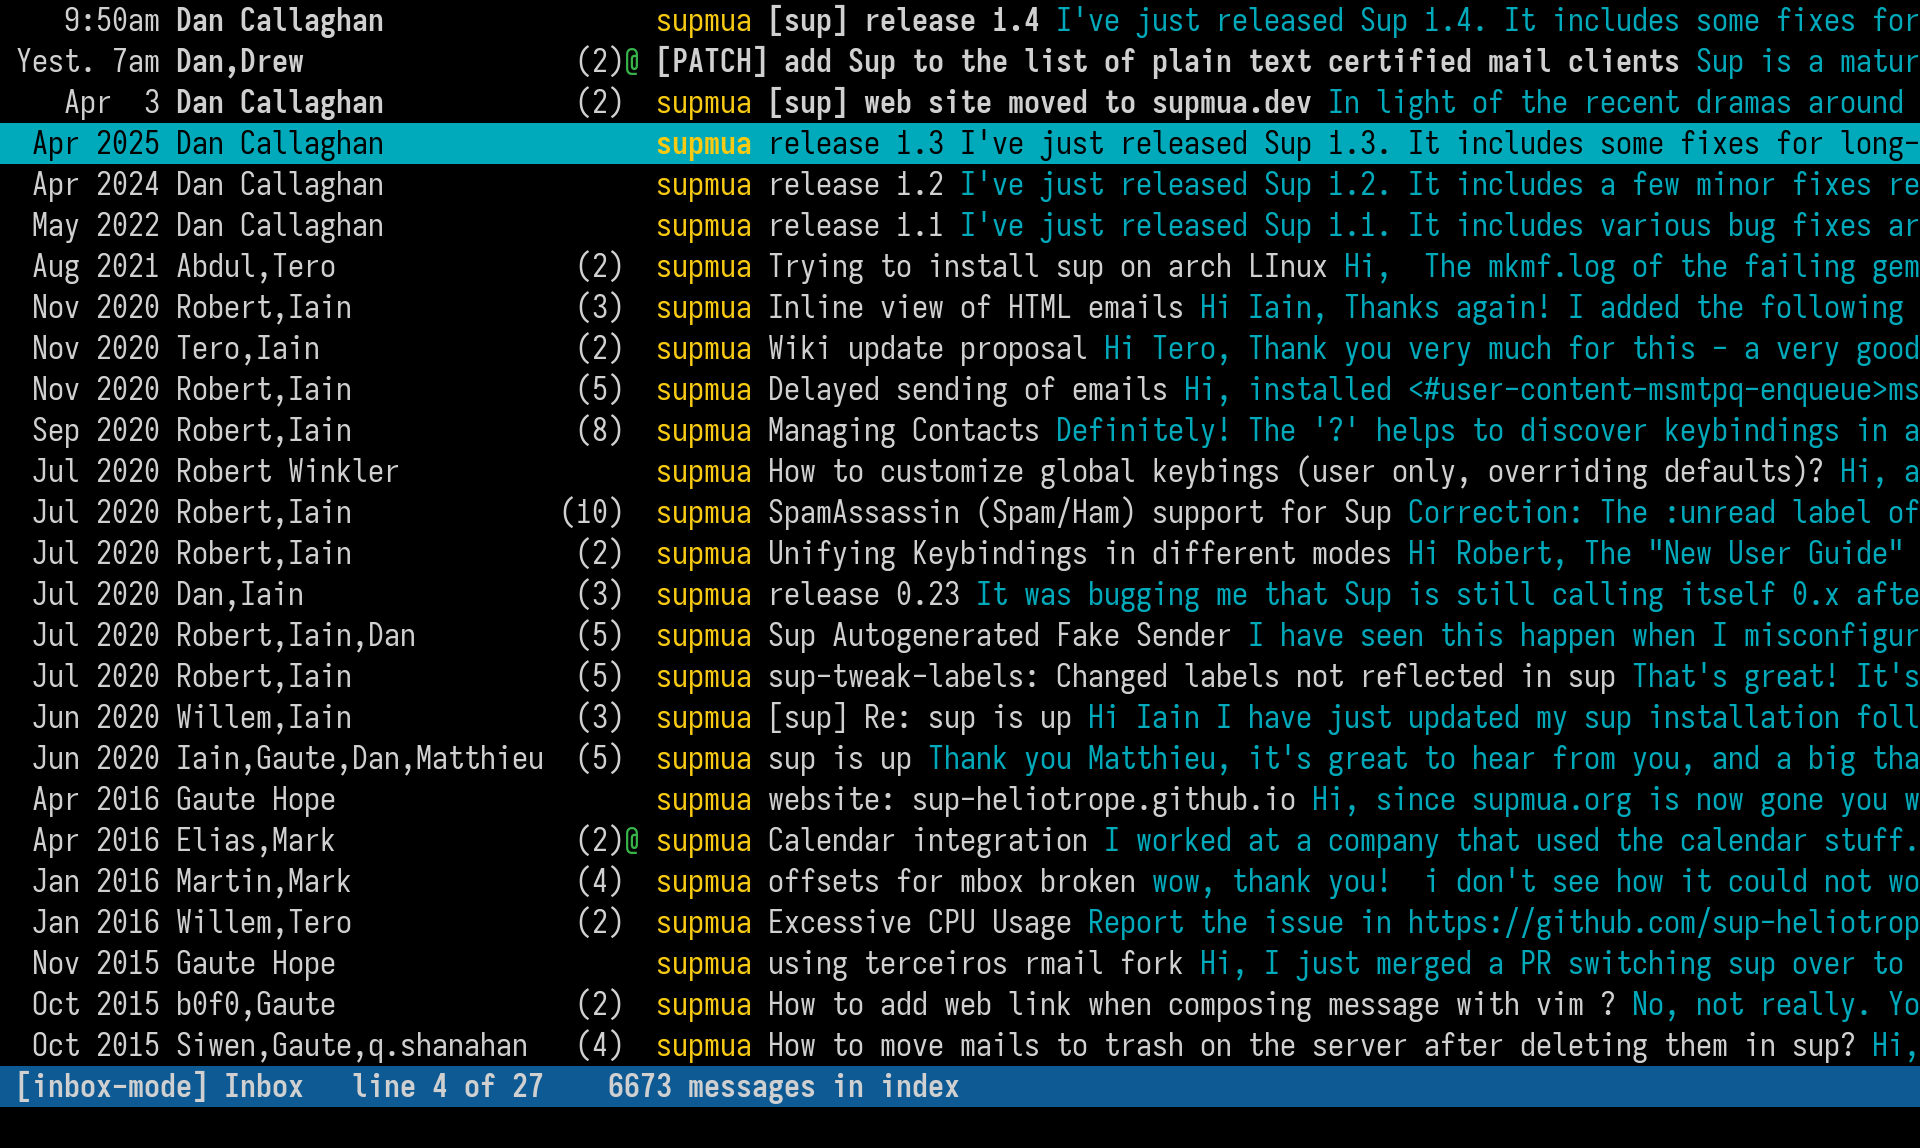 9:50am Dan Callaghan supmua [sup] release 1.4 I've just released Sup 1.4. It includes some fixes for
Yest. 7am Dan,Drew (2)@ [PATCH] add Sup to the list of plain text certified mail clients Sup is a matur
Apr 3 Dan Callaghan (2) supmua [sup] web site moved to supmua.dev In light of the recent dramas around
Apr 2025 Dan Callaghan supmua release 1.3 I've just released Sup 1.3. It includes some fixes for long-
Apr 2024 Dan Callaghan supmua release 1.2 I've just released Sup 1.2. It includes a few minor fixes re
May 2022 Dan Callaghan supmua release 1.1 I've just released Sup 1.1. It includes various bug fixes ar
Aug 2021 Abdul,Tero (2) supmua Trying to install sup on arch LInux Hi,  The mkmf.log of the failing gem
Nov 2020 Robert,Iain (3) supmua Inline view of HTML emails Hi Iain, Thanks again! I added the following
Nov 2020 Tero,Iain (2) supmua Wiki update proposal Hi Tero, Thank you very much for this - a very good
Nov 2020 Robert,Iain (5) supmua Delayed sending of emails Hi, installed <#user-content-msmtpq-enqueue>ms
Sep 2020 Robert,Iain (8) supmua Managing Contacts Definitely! The '?' helps to discover keybindings in a
Jul 2020 Robert Winkler supmua How to customize global keybings (user only, overriding defaults)? Hi, a
Jul 2020 Robert,Iain (10) supmua SpamAssassin (Spam/Ham) support for Sup Correction: The :unread label of
Jul 2020 Robert,Iain (2) supmua Unifying Keybindings in different modes Hi Robert, The "New User Guide"
Jul 2020 Dan,Iain (3) supmua release 0.23 It was bugging me that Sup is still calling itself 0.x afte
Jul 2020 Robert,Iain,Dan (5) supmua Sup Autogenerated Fake Sender I have seen this happen when I misconfigur
Jul 2020 Robert,Iain (5) supmua sup-tweak-labels: Changed labels not reflected in sup That's great! It's
Jun 2020 Willem,Iain (3) supmua [sup] Re: sup is up Hi Iain I have just updated my sup installation foll
Jun 2020 Iain,Gaute,Dan,Matthieu (5) supmua sup is up Thank you Matthieu, it's great to hear from you, and a big tha
Apr 2016 Gaute Hope supmua website: sup-heliotrope.github.io Hi, since supmua.org is now gone you w
Apr 2016 Elias,Mark (2)@ supmua Calendar integration I worked at a company that used the calendar stuff.
Jan 2016 Martin,Mark (4) supmua offsets for mbox broken wow, thank you!  i don't see how it could not wo
Jan 2016 Willem,Tero (2) supmua Excessive CPU Usage Report the issue in https://github.com/sup-heliotrop
Nov 2015 Gaute Hope supmua using terceiros rmail fork Hi, I just merged a PR switching sup over to
Oct 2015 b0f0,Gaute (2) supmua How to add web link when composing message with vim ? No, not really. Yo
Oct 2015 Siwen,Gaute,q.shanahan (4) supmua How to move mails to trash on the server after deleting them in sup? Hi,
[inbox-mode] Inbox line 4 of 27 6673 messages in index